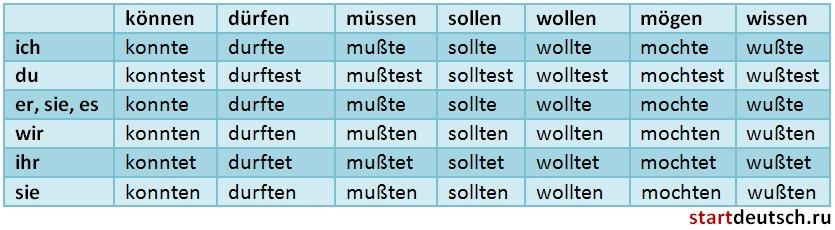 können dürfen müssen sollen wollen mögen wissen
ich konnte durfte mußte sollte wollte mochte wußte
du konntest durftest mußtest solltest wolltest mochtest wußtest
er, sie, es konnte durfte mußte sollte wollte mochte wußte
wir konnten durften mußten sollten wollten mochten wußten
ihr konntet durftet mußtet solltet wolltet mochtet wußtet
sie konnten durften mußten sollten wollten mochten wußten
startdeutsch.ru